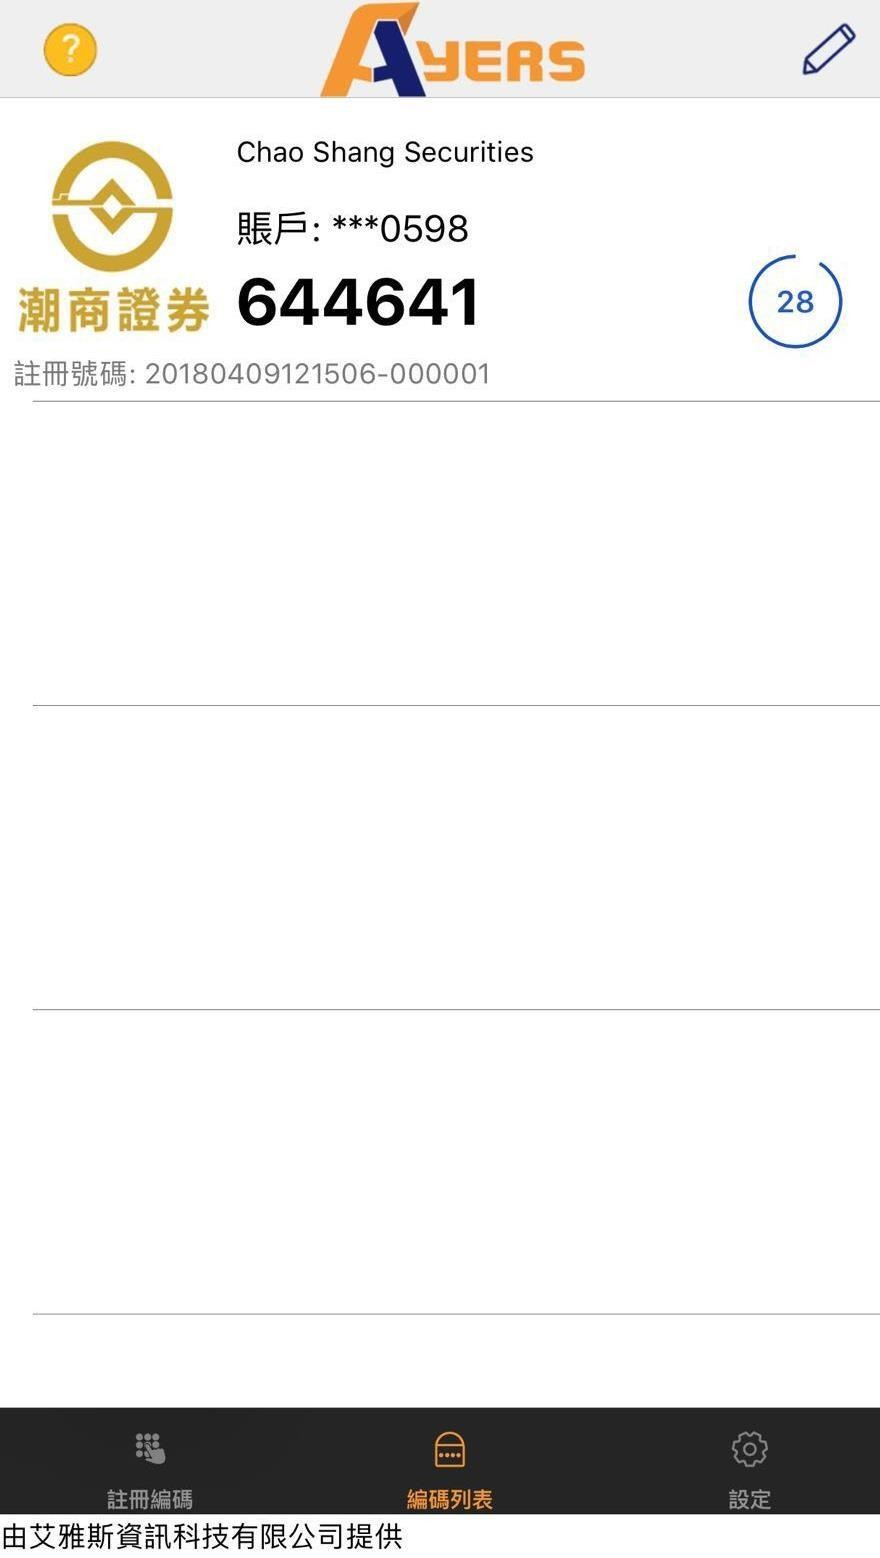 ?
AYERS
Chao Shang Securities
賬戶: ***0598
644641
28
潮商證券
註冊號碼: 20180409121506-000001
註冊編碼
編碼列表
設定
由艾雅斯資訊科技有限公司提供